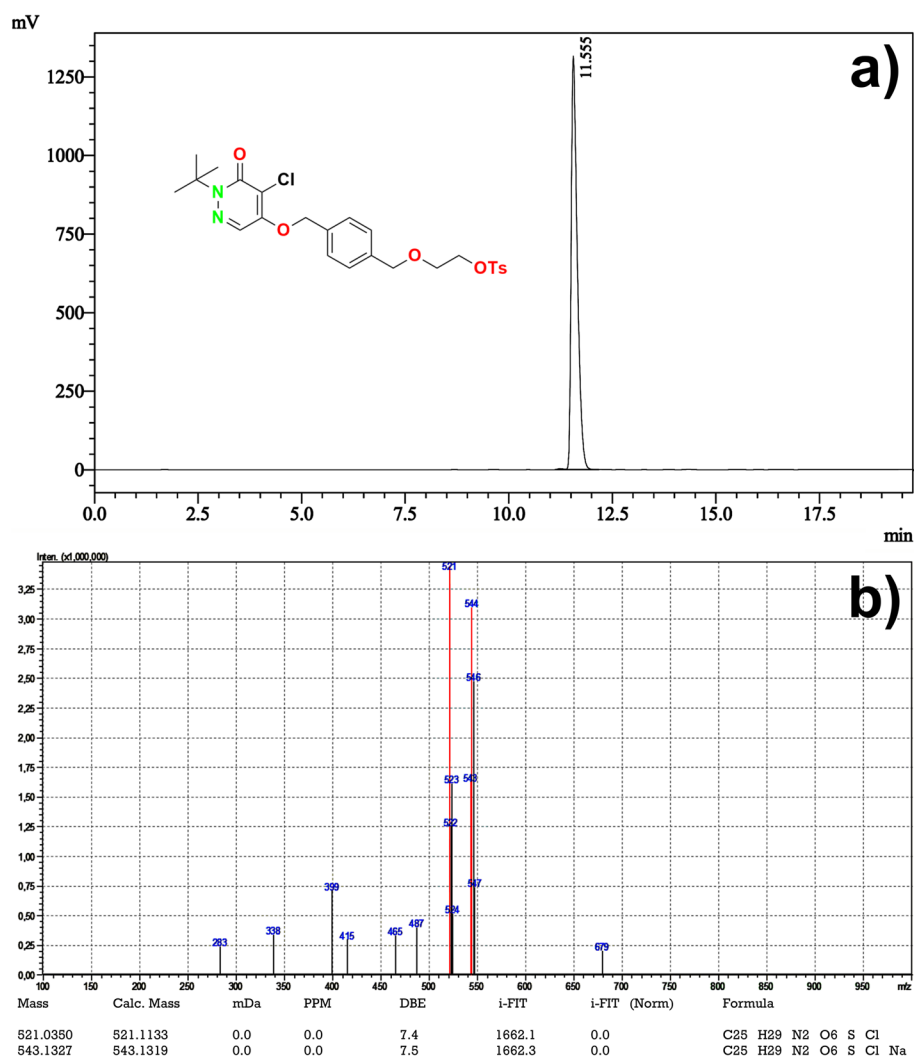 mV
a)
11.555
1250
1000
750
500
250
0
O
N
Cl
N
O
O
OTs
0.0 2.5 5.0 7.5 10.0 12.5 15.0 17.5
min
Inten. (x1,000,000)
b)
521
544
3,25
3,00
2,75
2,50
546
2,25
2,00
1,75
523
543
1,50
1,25
522
1,00
0,75
399
547
0,50
524
487
338
415
465
0,25
283
679
0,00
100 150 200 250 300 350 400 450 500 550 600 650 700 750 800 850 900 950 m/z
Mass Calc. Mass mDa PPM DBE i-FIT i-FIT (Norm) Formula
521.0350 521.1133 0.0 0.0 7.4 1662.1 0.0 C25 H29 N2 O6 S Cl
543.1327 543.1319 0.0 0.0 7.5 1662.3 0.0 C25 H29 N2 O6 S Cl Na